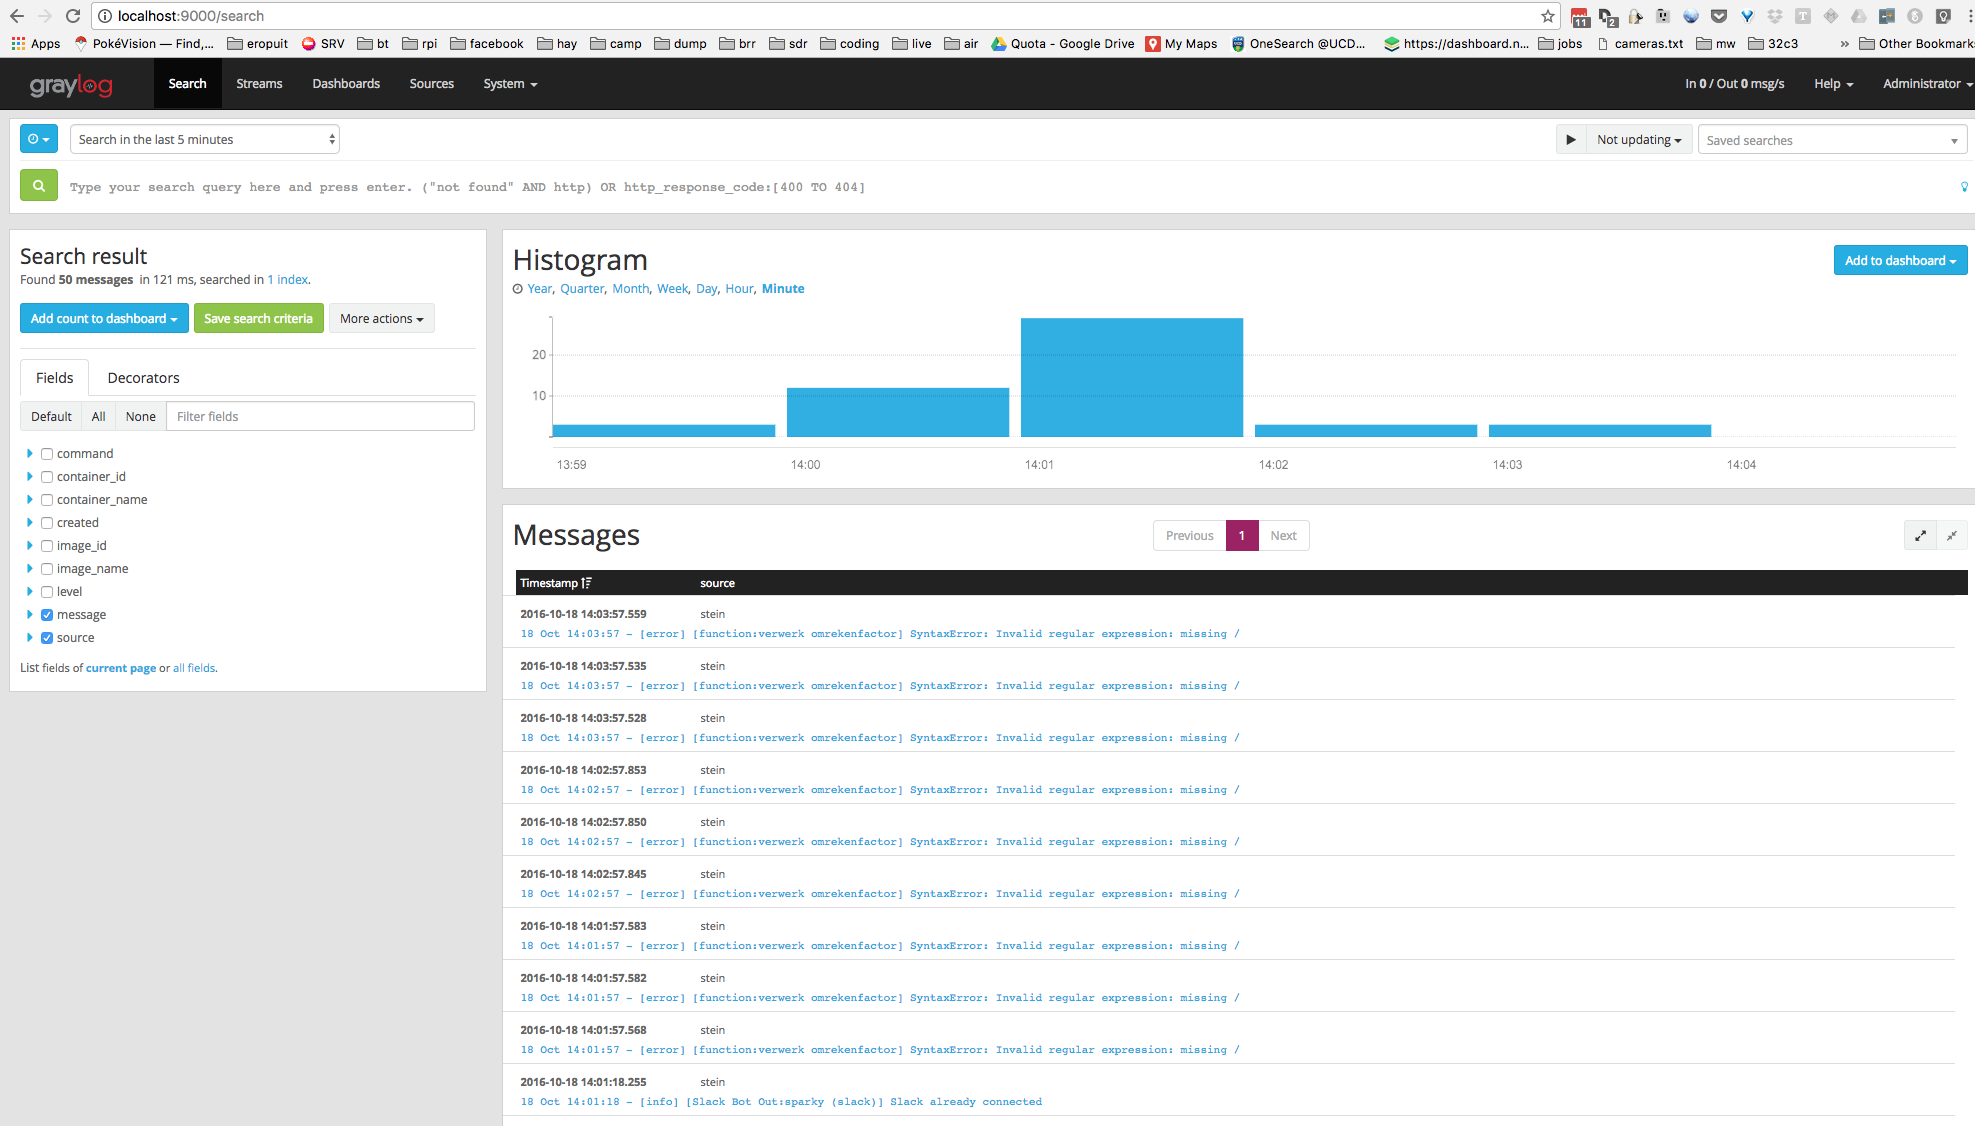 localhost:9000/search
11
2
Apps PokéVision — Find,... eropuit SRV bt rpi facebook hay camp dump brr sdr coding live air Quota - Google Drive My Maps OneSearch @UCD... https://dashboard.n... jobs cameras.txt mw 32c3 » Other Bookmark
graylog Search Streams Dashboards Sources System In 0 / Out 0 msg/s Help Administrator
Search in the last 5 minutes Not updating Saved searches
Type your search query here and press enter. ("not found" AND http) OR http_response_code:[400 TO 404]
Search result
Found 50 messages in 121 ms, searched in 1 index.
Add count to dashboard Save search criteria More actions
Fields Decorators
Default All None Filter fields
command
container_id
container_name
created
image_id
image_name
level
message
source
List fields of current page or all fields.
Histogram
Add to dashboard
Year, Quarter, Month, Week, Day, Hour, Minute
20
10
13:59 14:00 14:01 14:02 14:03 14:04
Messages
Previous 1 Next
Timestamp source
2016-10-18 14:03:57.559 stein
18 Oct 14:03:57 - [error] [function:verwerk omrekenfactor] SyntaxError: Invalid regular expression: missing /
2016-10-18 14:03:57.535 stein
18 Oct 14:03:57 - [error] [function:verwerk omrekenfactor] SyntaxError: Invalid regular expression: missing /
2016-10-18 14:03:57.528 stein
18 Oct 14:03:57 - [error] [function:verwerk omrekenfactor] SyntaxError: Invalid regular expression: missing /
2016-10-18 14:02:57.853 stein
18 Oct 14:02:57 - [error] [function:verwerk omrekenfactor] SyntaxError: Invalid regular expression: missing /
2016-10-18 14:02:57.850 stein
18 Oct 14:02:57 - [error] [function:verwerk omrekenfactor] SyntaxError: Invalid regular expression: missing /
2016-10-18 14:02:57.845 stein
18 Oct 14:02:57 - [error] [function:verwerk omrekenfactor] SyntaxError: Invalid regular expression: missing /
2016-10-18 14:01:57.583 stein
18 Oct 14:01:57 - [error] [function:verwerk omrekenfactor] SyntaxError: Invalid regular expression: missing /
2016-10-18 14:01:57.582 stein
18 Oct 14:01:57 - [error] [function:verwerk omrekenfactor] SyntaxError: Invalid regular expression: missing /
2016-10-18 14:01:57.568 stein
18 Oct 14:01:57 - [error] [function:verwerk omrekenfactor] SyntaxError: Invalid regular expression: missing /
2016-10-18 14:01:18.255 stein
18 Oct 14:01:18 - [info] [Slack Bot Out:sparky (slack)] Slack already connected